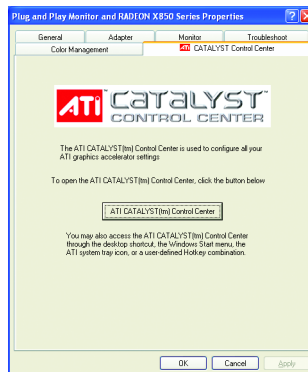 Plug and Play Monitor and RADEON X850 Series Properties
General Adapter Monitor Troubleshoot
Color Management ATI CATALYST Control Center
ATI CATALYST™
CONTROL CENTER
The ATI CATALYST(tm) Control Center is used to configure all your
ATI graphics accelerator settings
To open the ATI CATALYST(tm) Control Center, click the button below
ATI CATALYST(tm) Control Center
You may also access the ATI CATALYST(tm) Control Center
through the desktop shortcut, the Windows Start menu, the
ATI system tray icon, or a user-defined Hotkey combination.
OK Cancel Apply